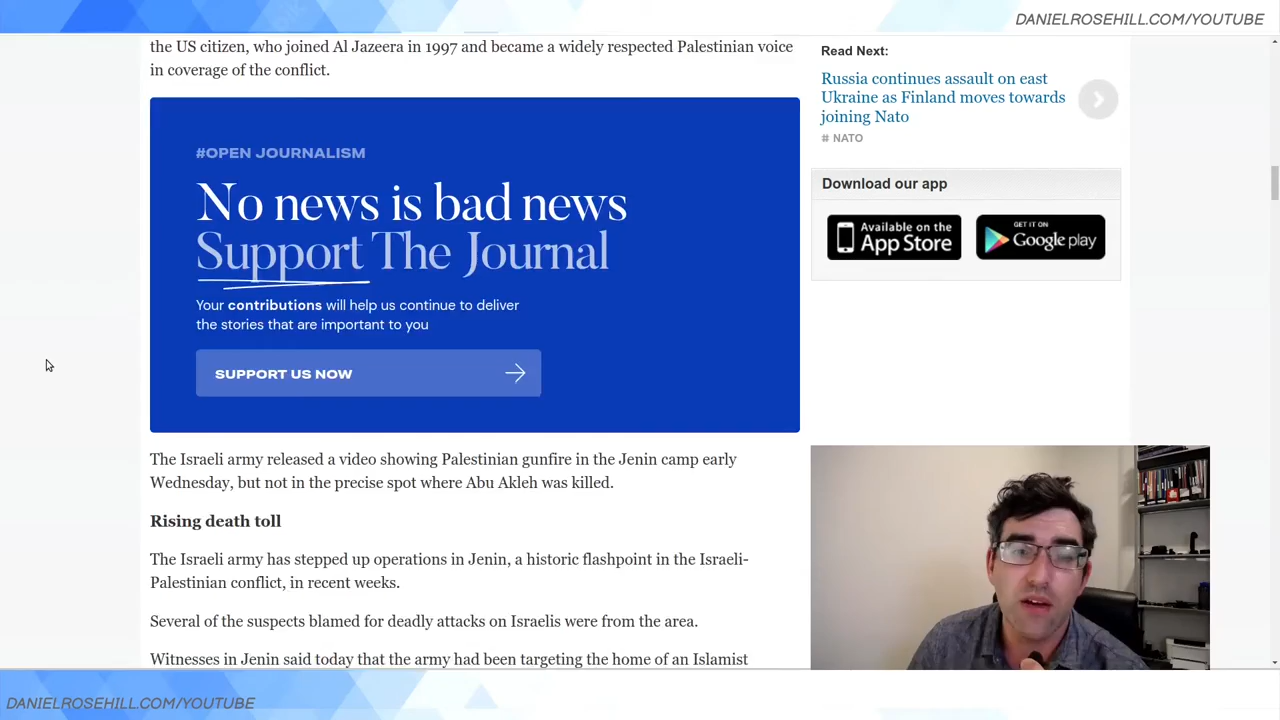 DANIELROSEHILL.COM/YOUTUBE
the US citizen, who joined Al Jazeera in 1997 and became a widely respected Palestinian voice
in coverage of the conflict.
#OPEN JOURNALISM
No news is bad news
Support The Journal
Your contributions will help us continue to deliver
the stories that are important to you
SUPPORT US NOW
The Israeli army released a video showing Palestinian gunfire in the Jenin camp early
Wednesday, but not in the precise spot where Abu Akleh was killed.
Rising death toll
The Israeli army has stepped up operations in Jenin, a historic flashpoint in the Israeli-
Palestinian conflict, in recent weeks.
Several of the suspects blamed for deadly attacks on Israelis were from the area.
Witnesses in Jenin said today that the army had been targeting the home of an Islamist
Read Next:
Russia continues assault on east
Ukraine as Finland moves towards
joining Nato
# NATO
Download our app
Available on the
App Store
GET IT ON
Google play
DANIELROSEHILL.COM/YOUTUBE